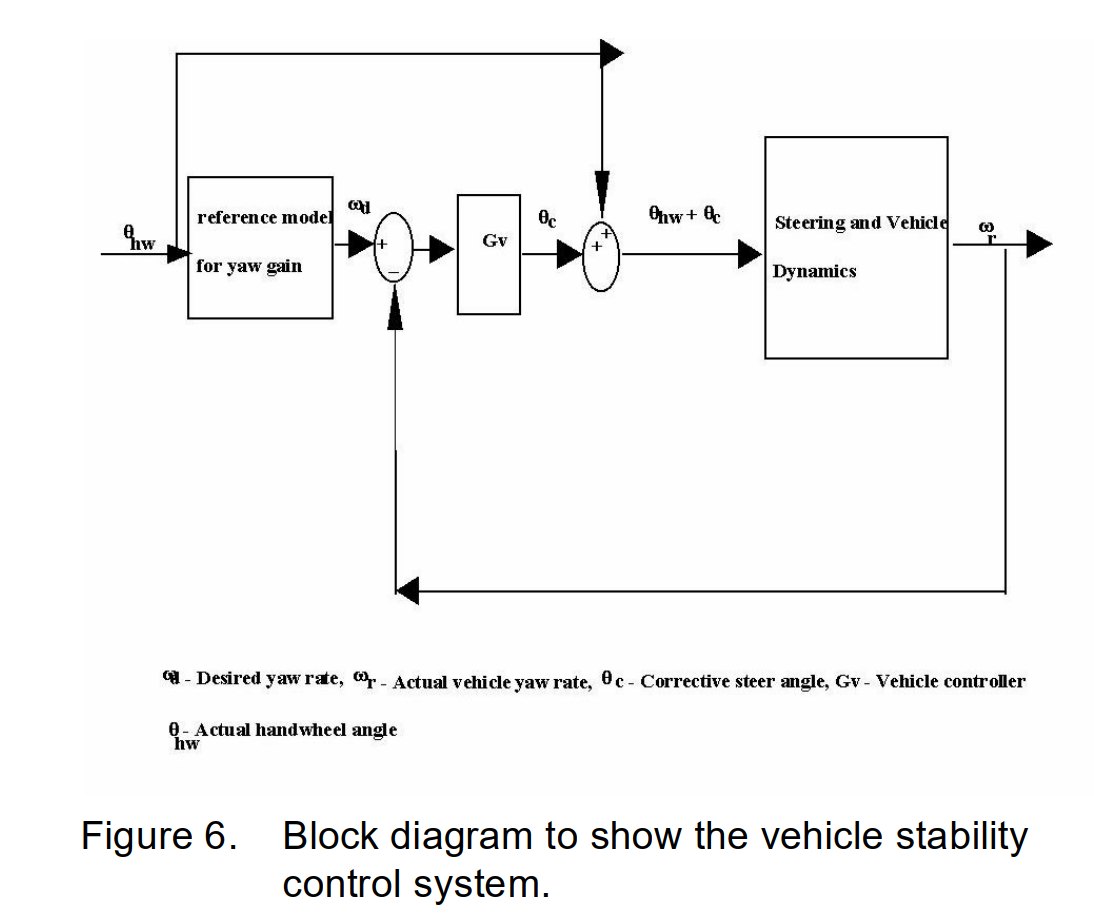 θhw
reference model
for yaw gain
ωd
+
−
Gv
θc
+
+
θhw + θc
Steering and Vehicle
Dynamics
ωr
ωd - Desired yaw rate, ωr - Actual vehicle yaw rate, θc - Corrective steer angle, Gv - Vehicle controller
θhw - Actual handwheel angle
Figure 6. Block diagram to show the vehicle stability
control system.